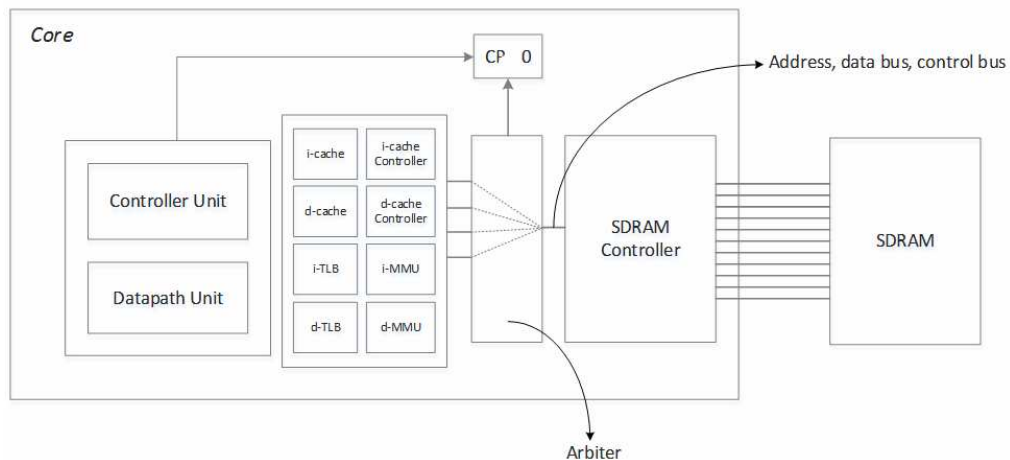 Core
CP 0
Address, data bus, control bus
i-cache
i-cache
Controller
Controller Unit
d-cache
d-cache
Controller
SDRAM
Controller
SDRAM
i-TLB
i-MMU
Datapath Unit
d-TLB
d-MMU
Arbiter